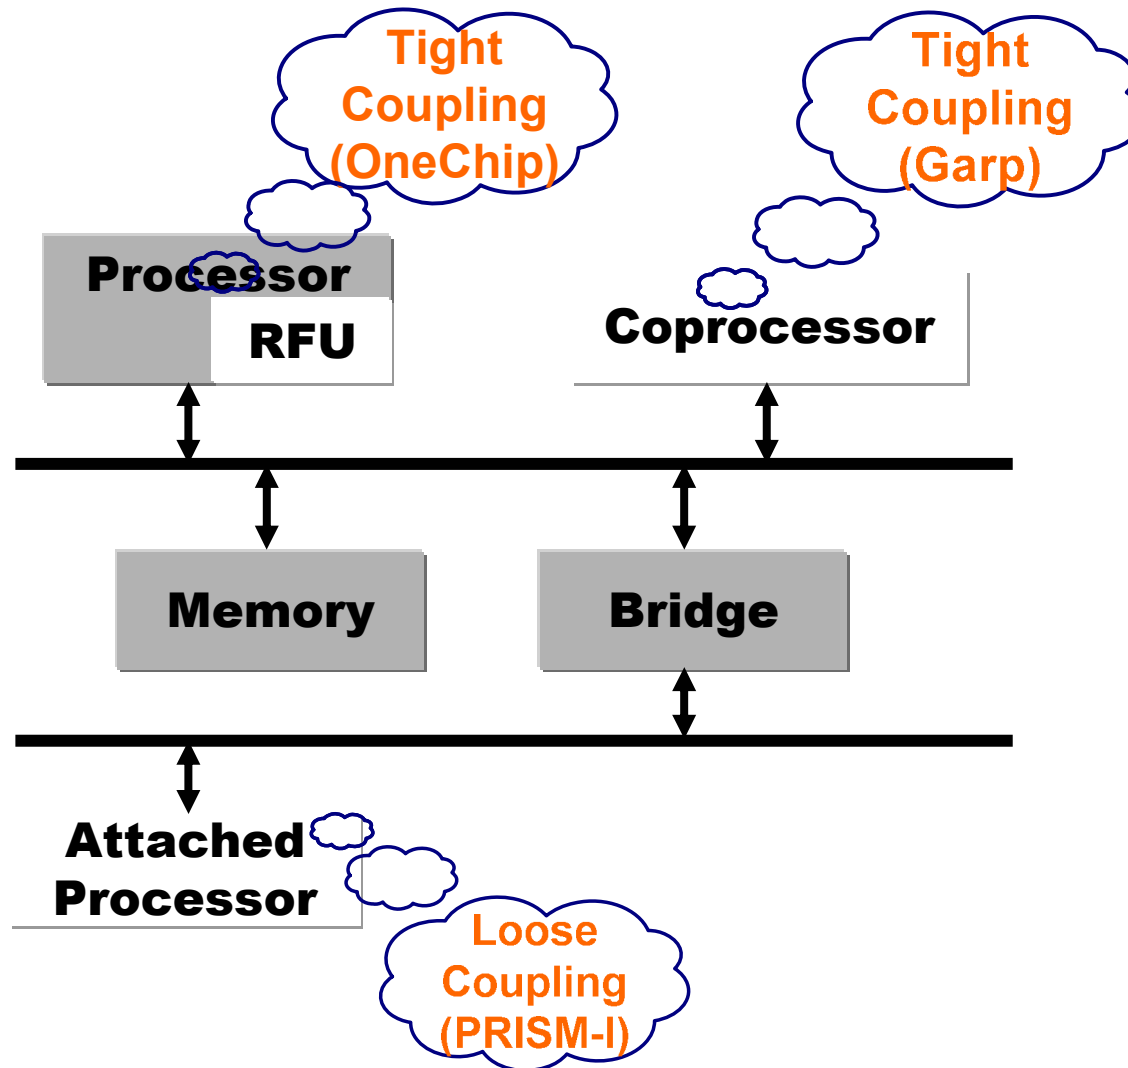 Tight
Coupling
(OneChip)
Tight
Coupling
(Garp)
Processor
RFU
Coprocessor
Memory
Bridge
Attached
Processor
Loose
Coupling
(PRISM-I)